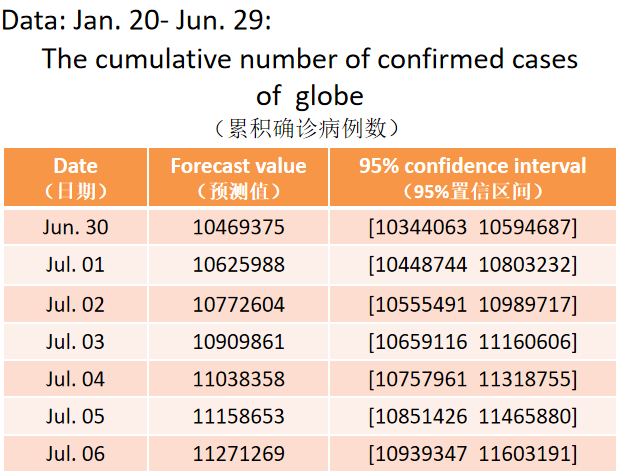 Data: Jan. 20- Jun. 29:
The cumulative number of confirmed cases
of globe
（累积确诊病例数）
Date Forecast value 95% confidence interval
（日期） （预测值） （95%置信区间）
Jun. 30 10469375 [10344063 10594687]
Jul. 01 10625988 [10448744 10803232]
Jul. 02 10772604 [10555491 10989717]
Jul. 03 10909861 [10659116 11160606]
Jul. 04 11038358 [10757961 11318755]
Jul. 05 11158653 [10851426 11465880]
Jul. 06 11271269 [10939347 11603191]